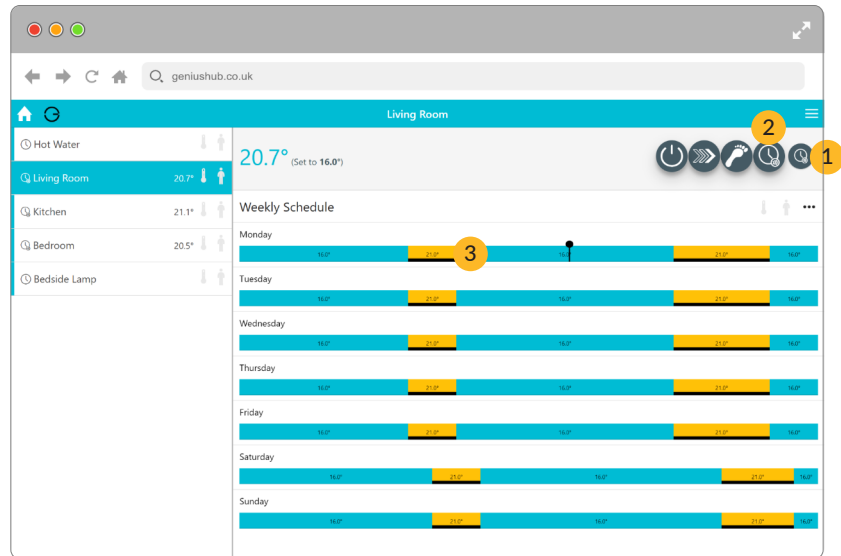 geniushub.co.uk
Living Room
2
1
Hot Water
Living Room 20.7°
Kitchen 21.1°
Bedroom 20.5°
Bedside Lamp
20.7° (Set to 16.0°)
Weekly Schedule
Monday
16.0° 21.0° 3 16.0° 21.0° 16.0°
Tuesday
16.0° 21.0° 16.0° 21.0° 16.0°
Wednesday
16.0° 21.0° 16.0° 21.0° 16.0°
Thursday
16.0° 21.0° 16.0° 21.0° 16.0°
Friday
16.0° 21.0° 16.0° 21.0° 16.0°
Saturday
16.0° 21.0° 16.0° 21.0° 16.0°
Sunday
16.0° 21.0° 16.0° 21.0° 16.0°